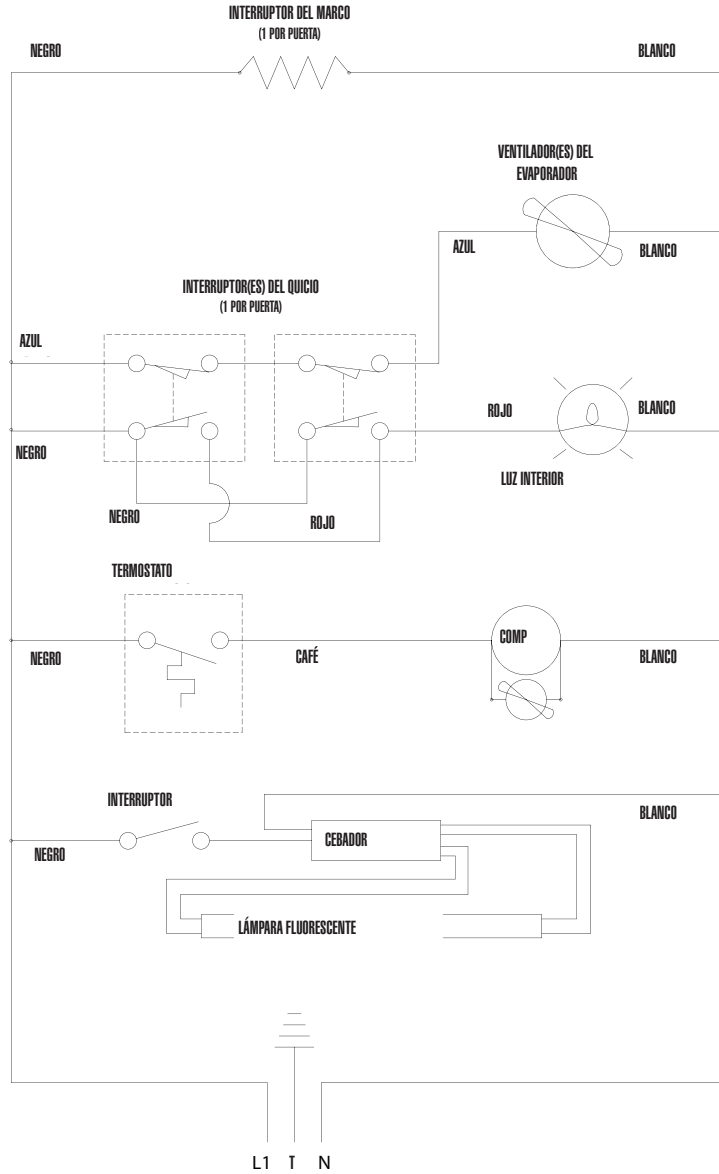 INTERRUPTOR DEL MARCO
(1 POR PUERTA)
NEGRO
BLANCO
VENTILADOR(ES) DEL
EVAPORADOR
AZUL
BLANCO
INTERRUPTOR(ES) DEL QUICIO
(1 POR PUERTA)
AZUL
ROJO
BLANCO
NEGRO
LUZ INTERIOR
NEGRO
ROJO
TERMOSTATO
NEGRO
CAFÉ
COMP
BLANCO
INTERRUPTOR
BLANCO
NEGRO
CEBADOR
LÁMPARA FLUORESCENTE
L1 T N